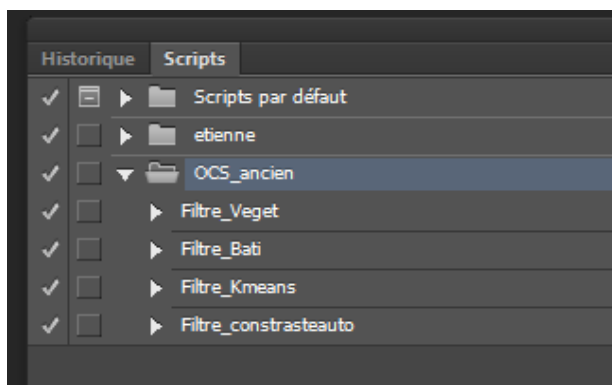 Historique Scripts
Scripts par défaut
etienne
OCS_ancien
Filtre_Veget
Filtre_Bati
Filtre_Kmeans
Filtre_constrasteauto